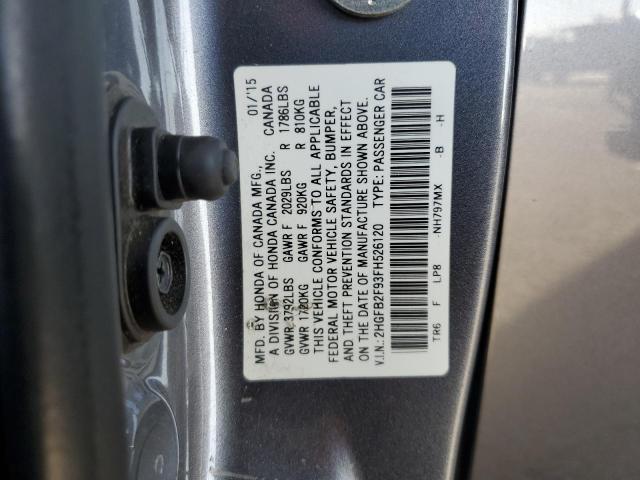 MFD. BY HONDA OF CANADA MFG., 01/'15
A DIVISION OF HONDA CANADA INC. CANADA
GVWR 3792LBS GAWR F 2029LBS R 1786LBS
GVWR 1720KG GAWR F 920KG R 810KG
THIS VEHICLE CONFORMS TO ALL APPLICABLE
FEDERAL MOTOR VEHICLE SAFETY, BUMPER,
AND THEFT PREVENTION STANDARDS IN EFFECT
ON THE DATE OF MANUFACTURE SHOWN ABOVE.
V.I.N.: 2HGFB2F93FH526120 TYPE: PASSENGER CAR
TR6 F LP8 -NH797MX -B -H